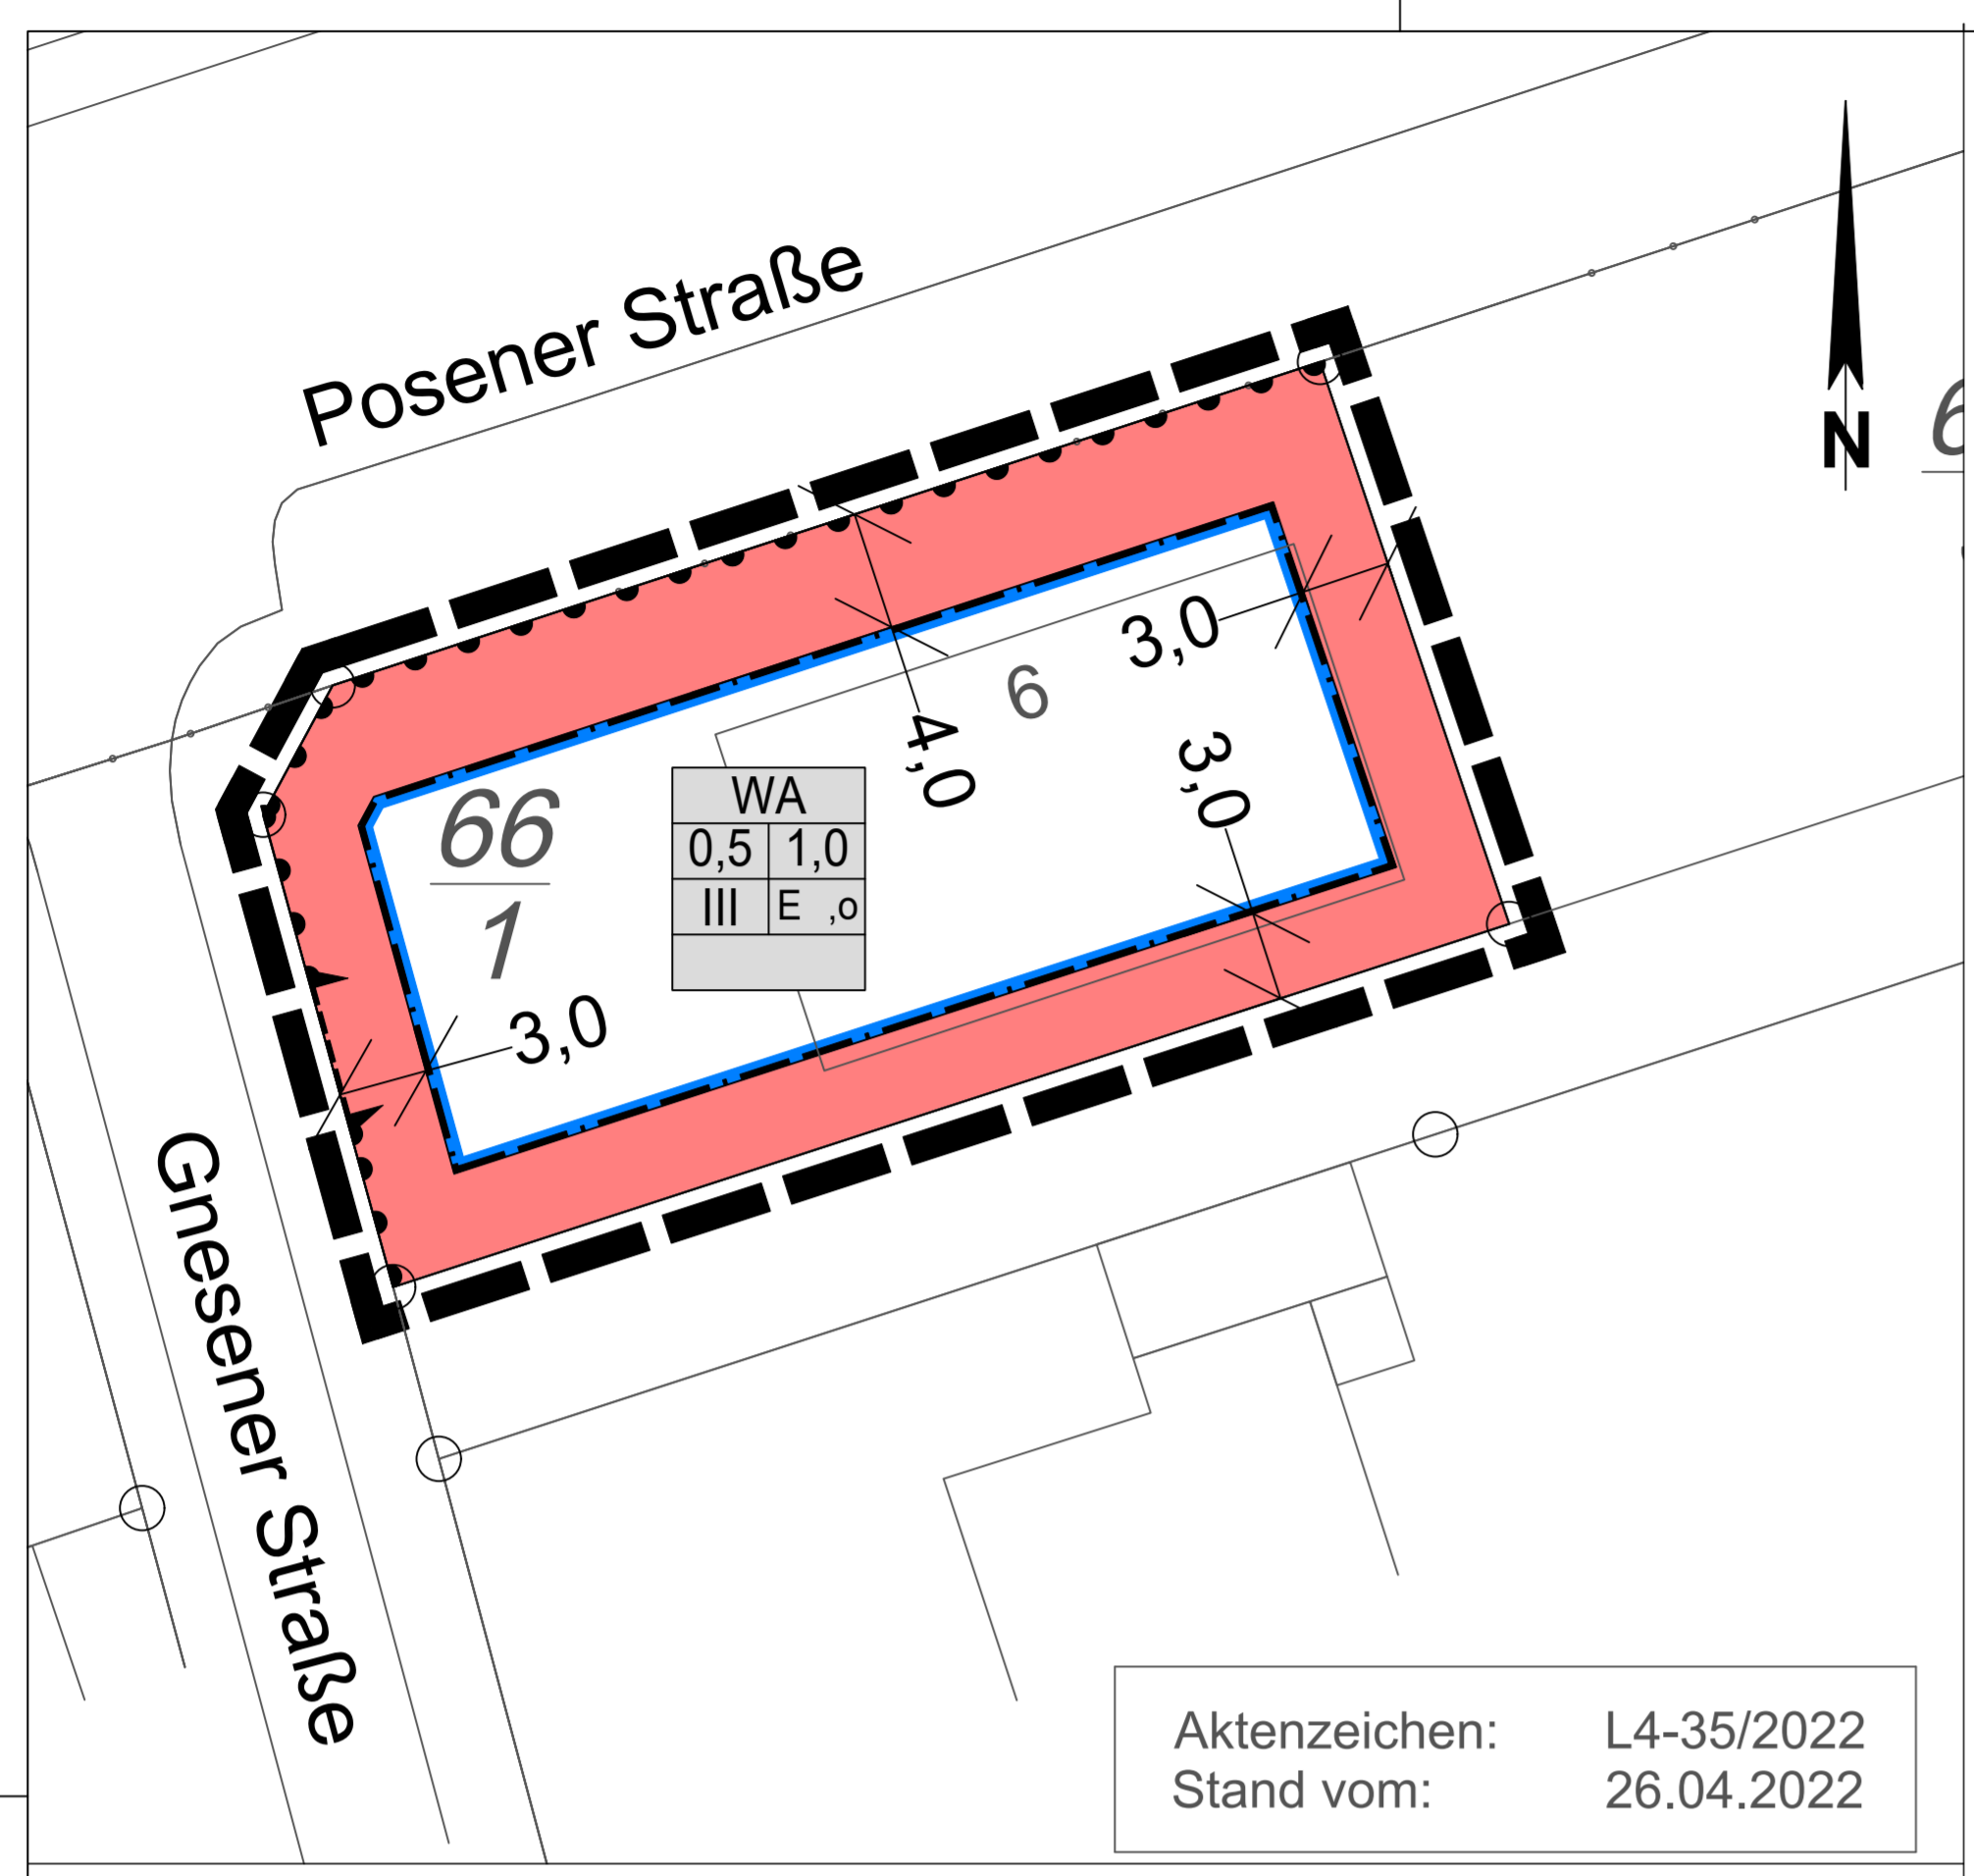 Posener Straße
N
3,0
6
4,0
3,0
66
1
WA
0,5 1,0
III E ,o
3,0
Gnesener Straße
Aktenzeichen: L4-35/2022
Stand vom: 26.04.2022